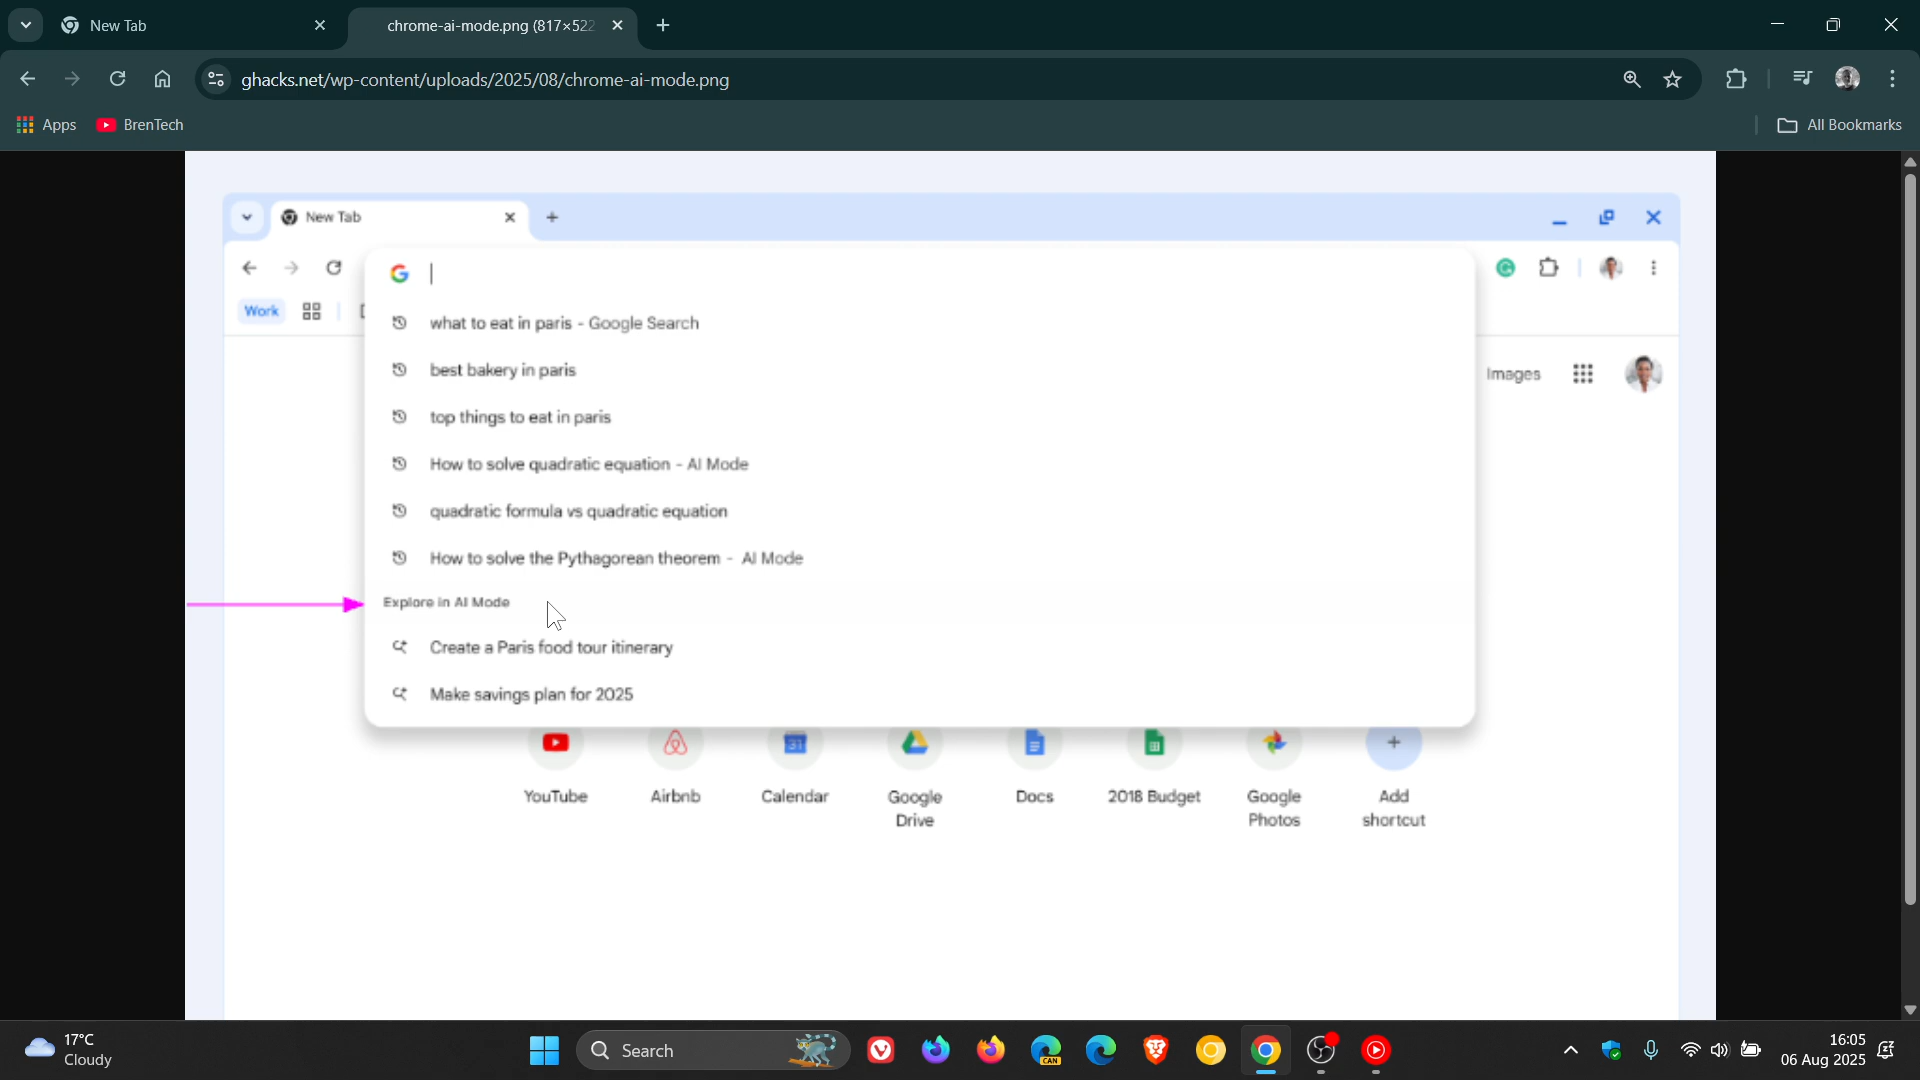 New Tab
chrome-ai-mode.png (817×522
ghacks.net/wp-content/uploads/2025/08/chrome-ai-mode.png
Apps
BrenTech
All Bookmarks
New Tab
Work
what to eat in paris - Google Search
best bakery in paris
top things to eat in paris
How to solve quadratic equation - AI Mode
quadratic formula vs quadratic equation
How to solve the Pythagorean theorem - AI Mode
Explore in AI Mode
Create a Paris food tour itinerary
Make savings plan for 2025
Images
31
YouTube
Airbnb
Calendar
Google
Drive
Docs
2018 Budget
Google
Photos
Add
shortcut
17°C
Cloudy
Search
CAN
16:05
06 Aug 2025